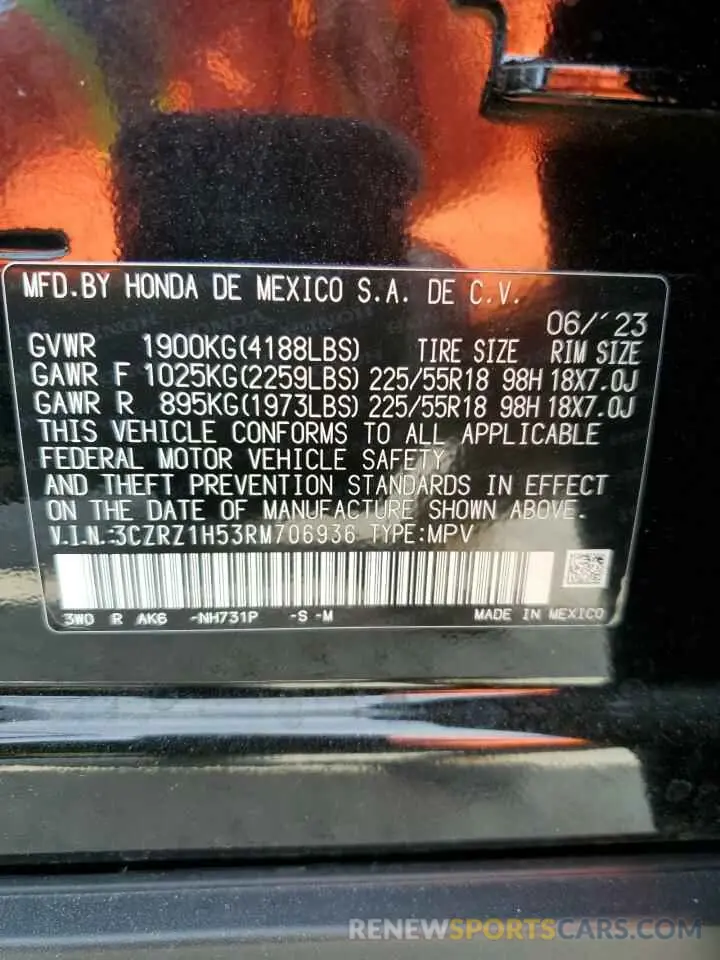 MFD.BY HONDA DE MEXICO S.A. DE C.V.
06/´23
GVWR 1900KG(4188LBS) TIRE SIZE RIM SIZE
GAWR F 1025KG(2259LBS) 225/55R18 98H 18X7.0J
GAWR R 895KG(1973LBS) 225/55R18 98H 18X7.0J
THIS VEHICLE CONFORMS TO ALL APPLICABLE
FEDERAL MOTOR VEHICLE SAFETY
AND THEFT PREVENTION STANDARDS IN EFFECT
ON THE DATE OF MANUFACTURE SHOWN ABOVE.
V.I.N.:3CZRZ1H53RM706936 TYPE:MPV
3W0 R AK6 -NH731P -S -M MADE IN MEXICO
RENEWSPORTSCARS.COM